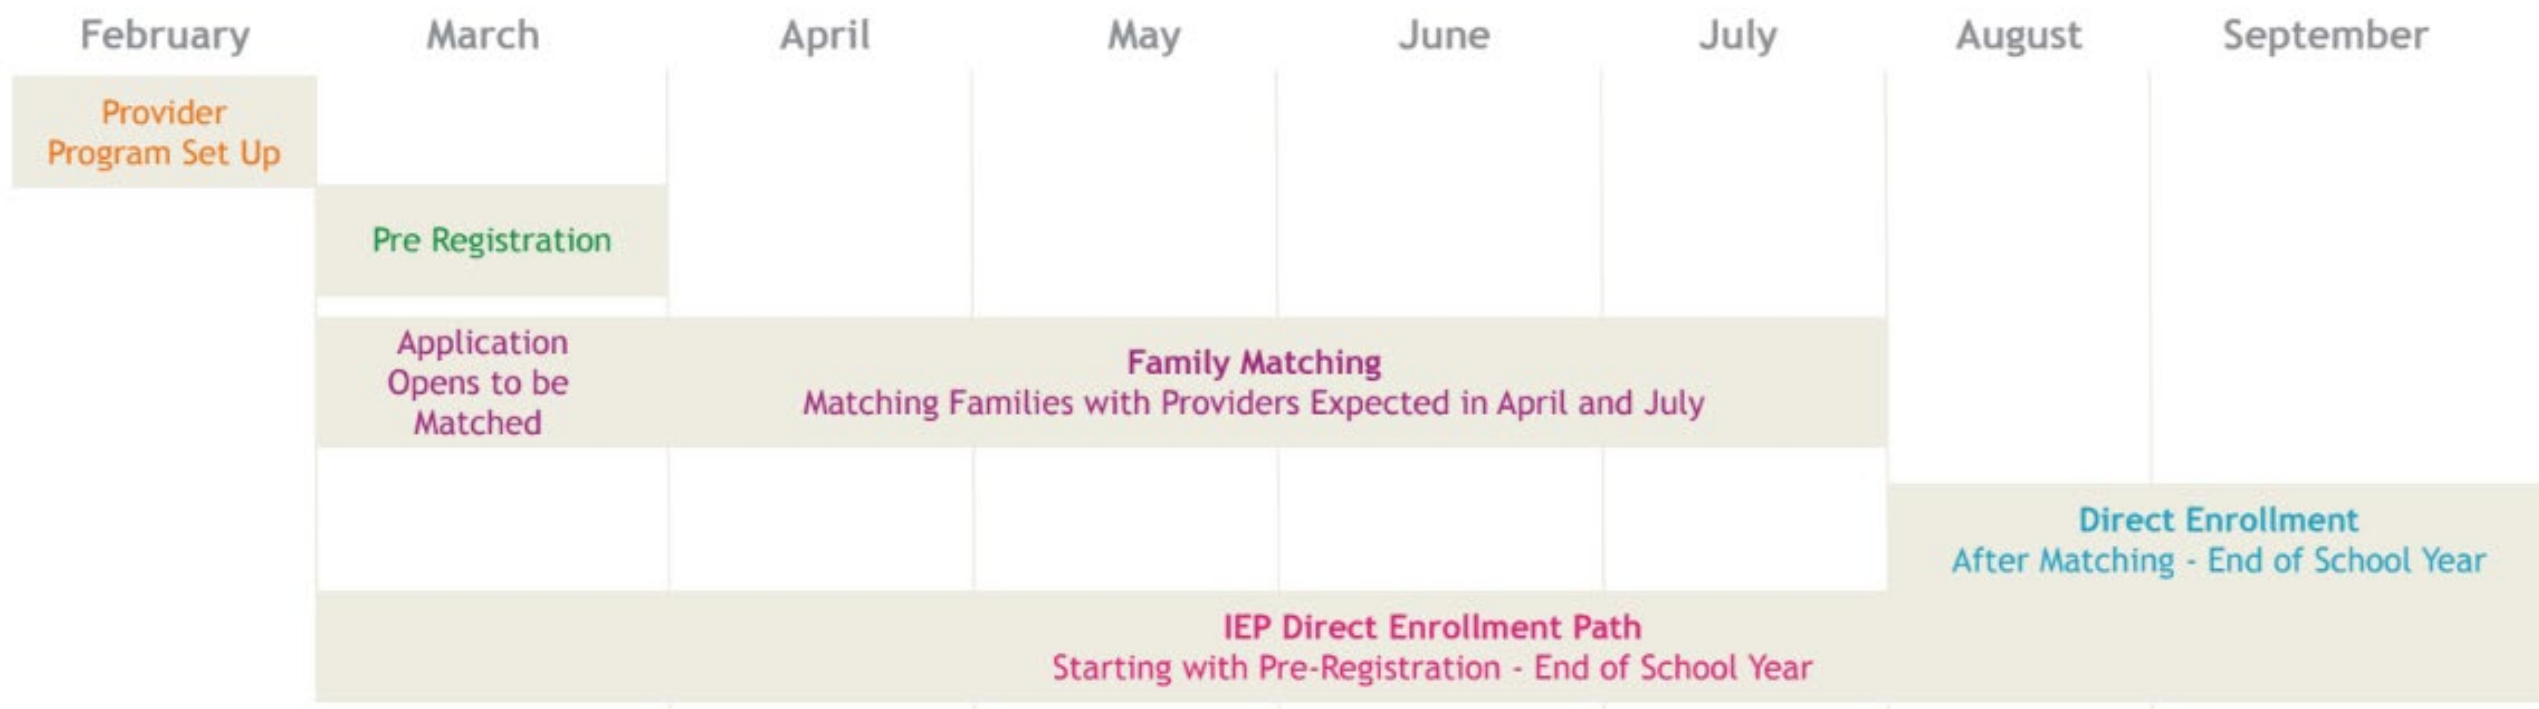 February March April May June July August September
Provider
Program Set Up
Pre Registration
Application
Opens to be
Matched
Family Matching
Matching Families with Providers Expected in April and July
Direct Enrollment
After Matching - End of School Year
IEP Direct Enrollment Path
Starting with Pre-Registration - End of School Year